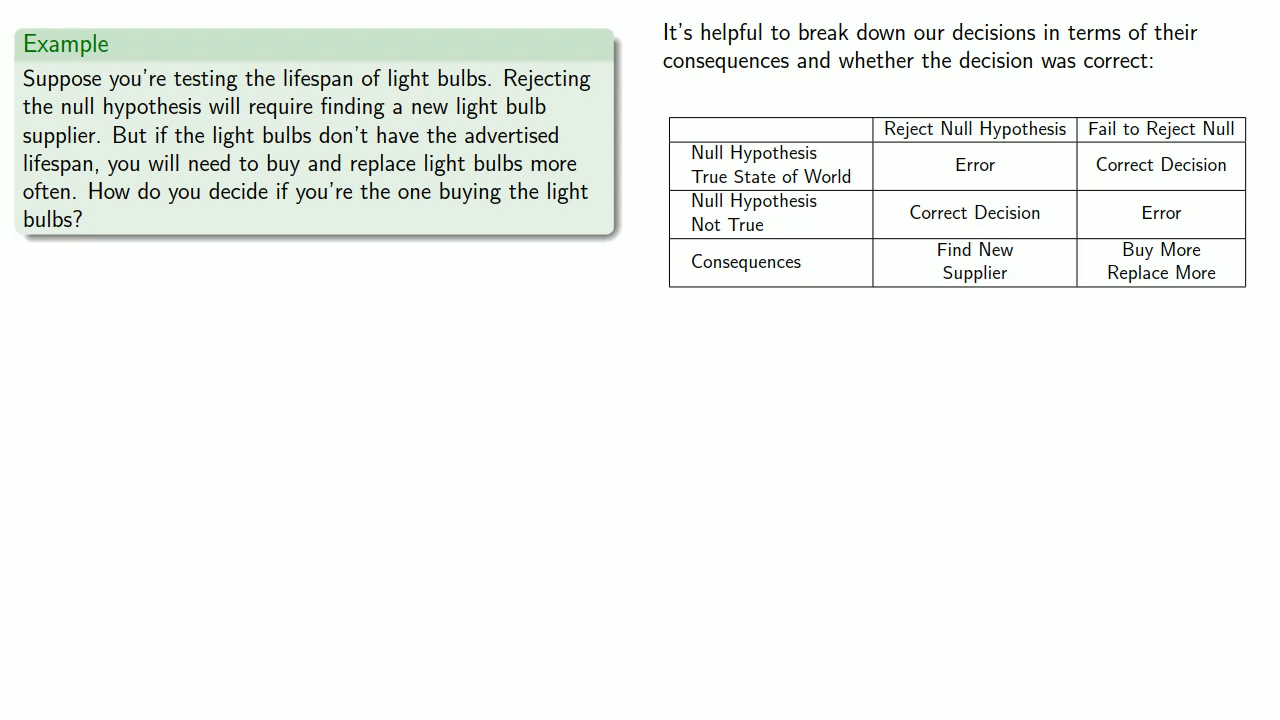 Example
Suppose you're testing the lifespan of light bulbs. Rejecting
the null hypothesis will require finding a new light bulb
supplier. But if the light bulbs don't have the advertised
lifespan, you will need to buy and replace light bulbs more
often. How do you decide if you're the one buying the light
bulbs?
It's helpful to break down our decisions in terms of their
consequences and whether the decision was correct:
Reject Null Hypothesis Fail to Reject Null
Null Hypothesis
True State of World
Error Correct Decision
Null Hypothesis
Not True
Correct Decision Error
Consequences
Find New
Supplier
Buy More
Replace More